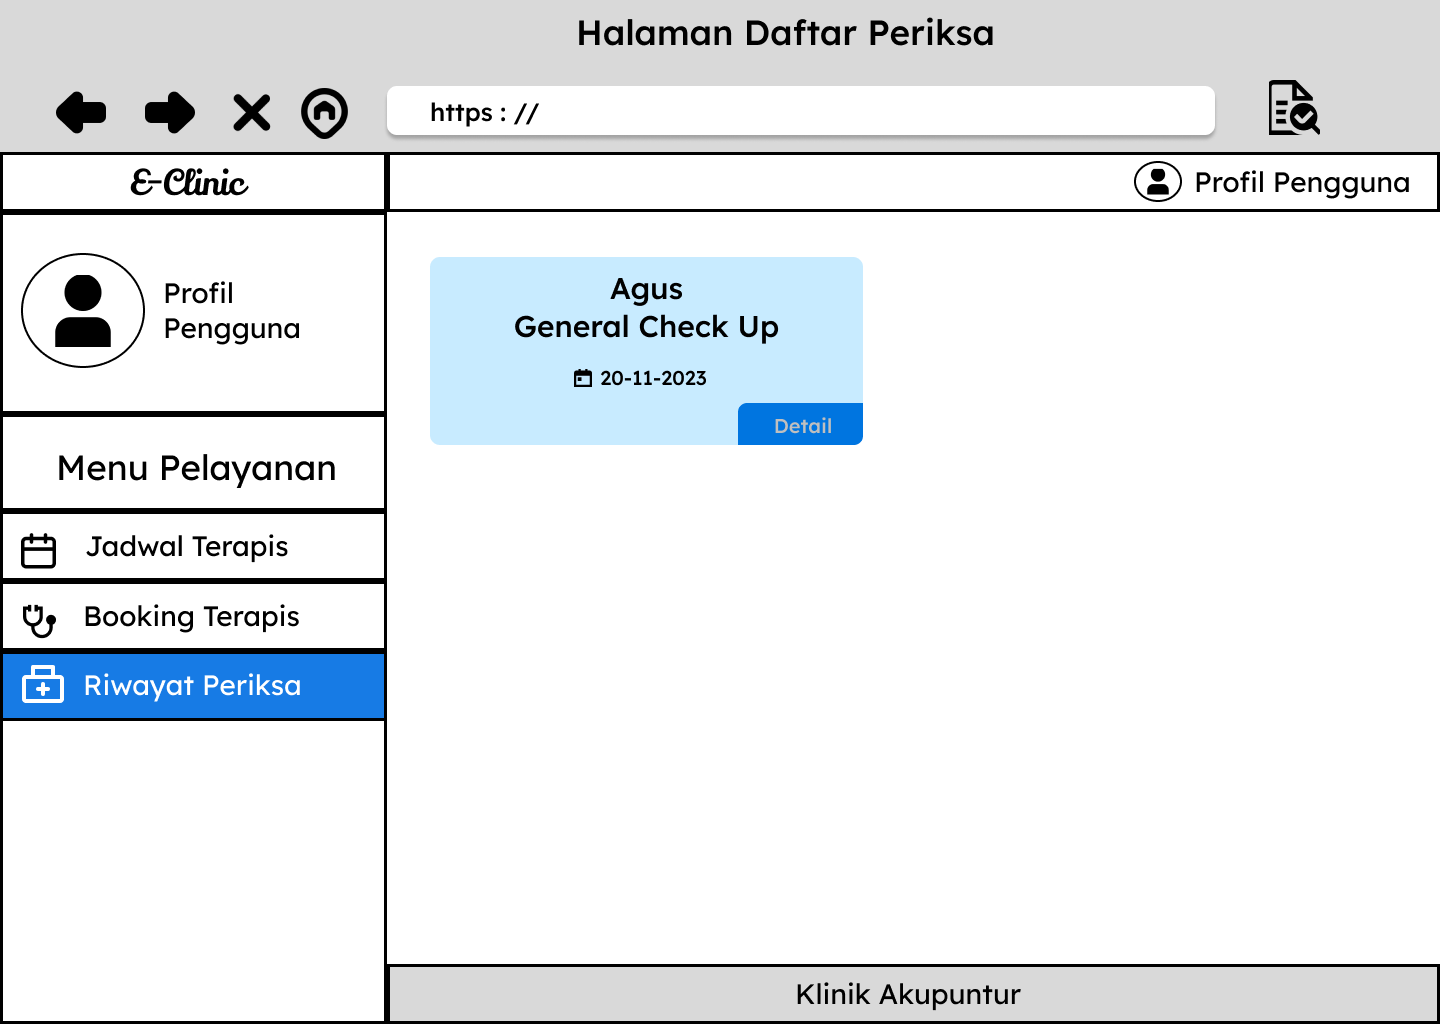 Halaman Daftar Periksa
https : //
E-Clinic
Profil Pengguna
Profil
Pengguna
Menu Pelayanan
Jadwal Terapis
Booking Terapis
Riwayat Periksa
Agus
General Check Up
20-11-2023
Detail
Klinik Akupuntur